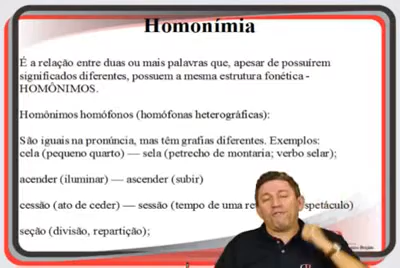 Homonímia
É a relação entre duas ou mais palavras que, apesar de possuírem
significados diferentes, possuem a mesma estrutura fonética -
HOMÔNIMOS.
Homônimos homófonos (homófonas heterográficas):
São iguais na pronúncia, mas têm grafias diferentes. Exemplos:
cela (pequeno quarto) — sela (petrecho de montaria; verbo selar);
acender (iluminar) — ascender (subir)
cessão (ato de ceder) — sessão (tempo de uma re spetáculo)
seção (divisão, repartição);